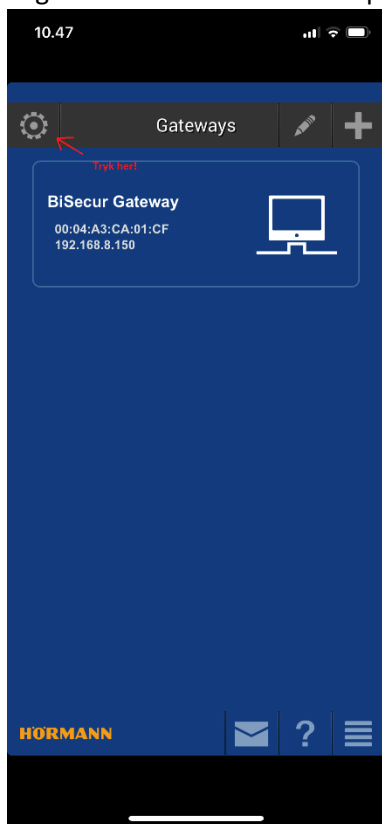 10.47
Gateways
Tryk her!
BiSecur Gateway
00:04:A3:CA:01:CF
192.168.8.150
HÖRMANN
?